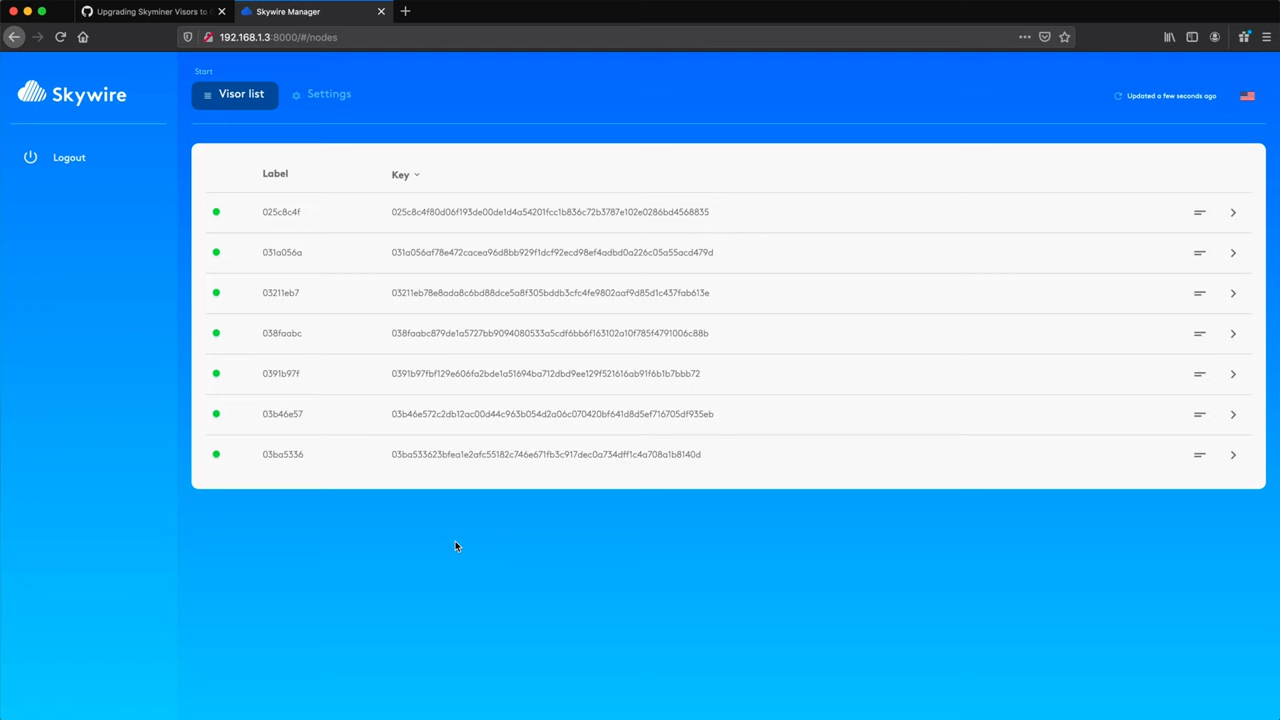 Upgrading Skyminer Visors to
Skywire Manager
192.168.1.3:8000/#/nodes
Skywire
Logout
Start
Visor list
Settings
Updated a few seconds ago
Label Key
025c8c4f 025c8c4f80d06f193de00de1d4a54201fcc1b836c72b3787e102e0286bd4568835
031a056a 031a056af78e472cacea96d8bb929f1dcf92ecd98ef4adbd0a226c05a55acd479d
03211eb7 03211eb78e8ada8c6bd88dce5a8f305bddb3cfc4fe9802aaf9d85d1c437fab613e
038faabc 038faabc879de1a5727bb9094080533a5cdf6bb6f163102a10f785f4791006c88b
0391b97f 0391b97fbf129e606fa2bde1a51694ba712dbd9ee129f521616ab91f6b1b7bbb72
03b46e57 03b46e572c2db12ac00d44c963b054d2a06c070420bf641d8d5ef716705df935eb
03ba5336 03ba533623bfea1e2afc55182c746e671fb3c917dec0a734dff1c4a708a1b8140d